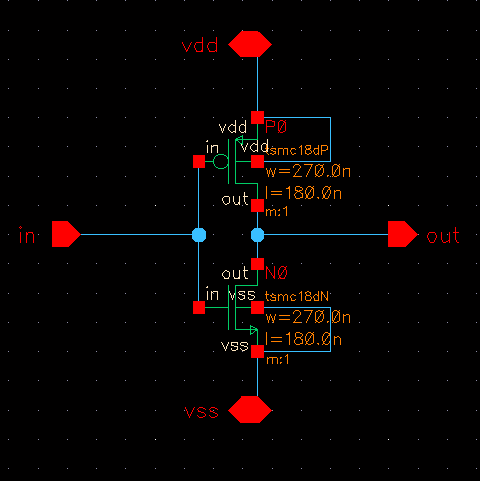 vdd
vdd
P0
in
vdd
tsmc18dP
w=270.0n
l=180.0n
out
m:1
in
out
out
N0
in
vss
tsmc18dN
w=270.0n
l=180.0n
vss
m:1
vss